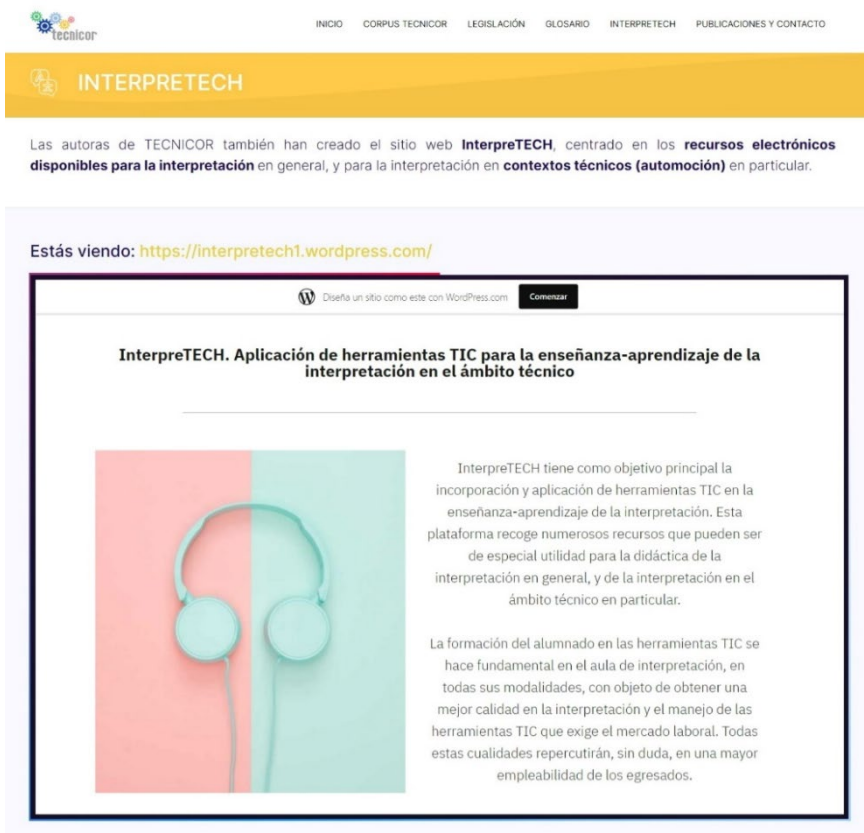 tecnicor
INICIO CORPUS TECNICOR LEGISLACIÓN GLOSARIO INTERPRETECH PUBLICACIONES Y CONTACTO
INTERPRETECH
Las autoras de TECNICOR también han creado el sitio web InterpreTECH, centrado en los recursos electrónicos
disponibles para la interpretación en general, y para la interpretación en contextos técnicos (automoción) en particular.
Estás viendo: https://interpretech1.wordpress.com/
Diseña un sitio como este con WordPress.com Comenzar
InterpreTECH. Aplicación de herramientas TIC para la enseñanza-aprendizaje de la
interpretación en el ámbito técnico
InterpreTECH tiene como objetivo principal la
incorporación y aplicación de herramientas TIC en la
enseñanza-aprendizaje de la interpretación. Esta
plataforma recoge numerosos recursos que pueden ser
de especial utilidad para la didáctica de la
interpretación en general, y de la interpretación en el
ámbito técnico en particular.
La formación del alumnado en las herramientas TIC se
hace fundamental en el aula de interpretación, en
todas sus modalidades, con objeto de obtener una
mejor calidad en la interpretación y el manejo de las
herramientas TIC que exige el mercado laboral. Todas
estas cualidades repercutirán, sin duda, en una mayor
empleabilidad de los egresados.